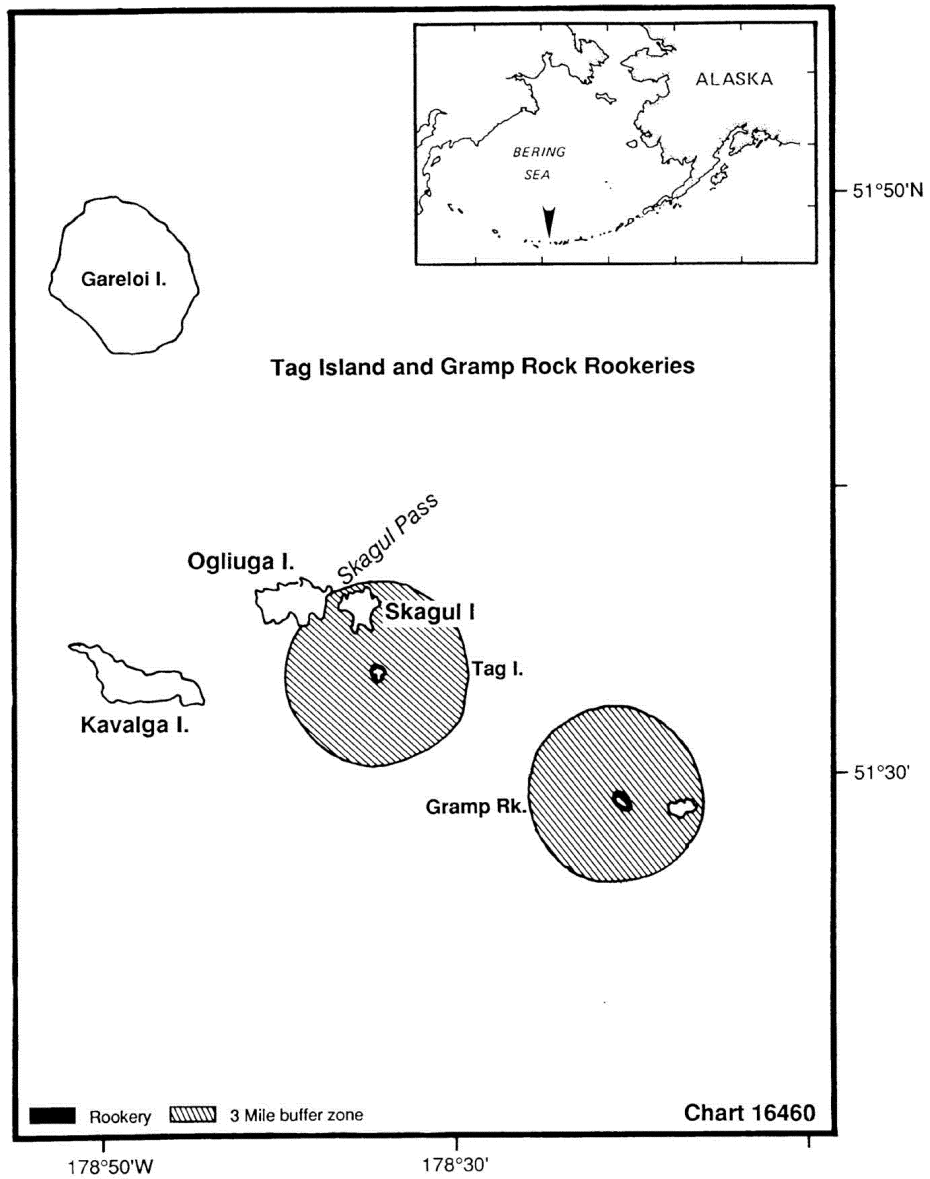 ALASKA
BERING
SEA
51°50'N
Gareloi I.
Tag Island and Gramp Rock Rookeries
Skagul Pass
Ogliuga I.
Skagul I
Tag I.
Kavalga I.
51°30'
Gramp Rk.
Rookery
3 Mile buffer zone
Chart 16460
178°50'W
178°30'